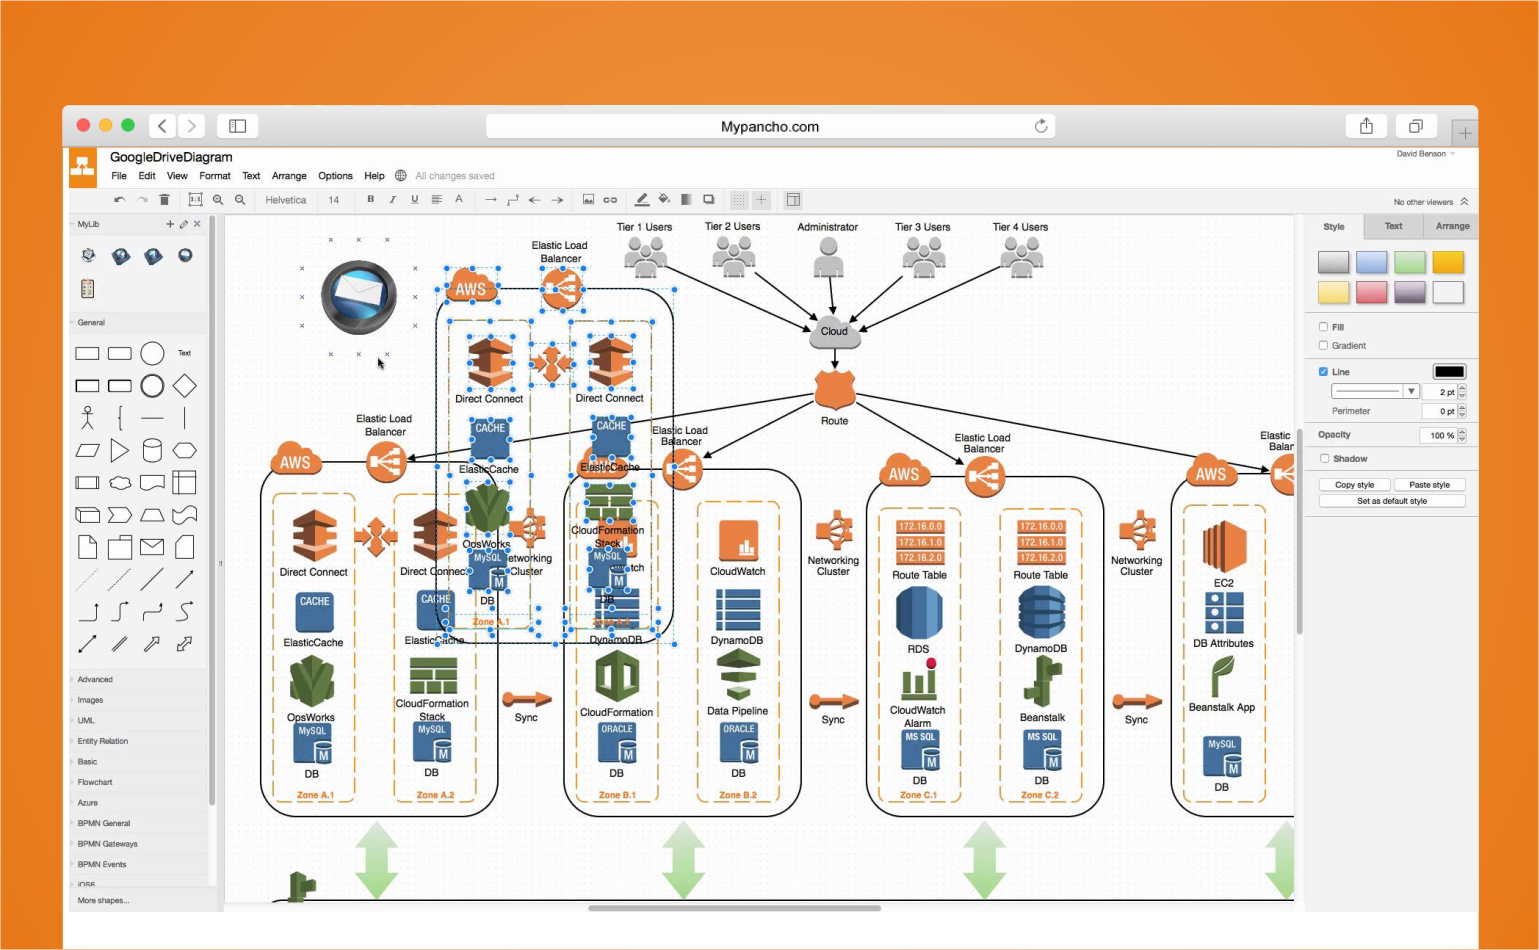 Mypancho.com
GoogleDriveDiagram
David Benson
File Edit View Format Text Arrange Options Help All changes saved
Helvetica 14
No other viewers
MyLib
General
Text
Advanced
Images
UML
Entity Relation
Basic
Flowchart
Azure
BPMN General
BPMN Gateways
BPMN Events
iOS6
More shapes...
Tier 1 Users
Tier 2 Users
Administrator
Tier 3 Users
Tier 4 Users
Cloud
Route
Elastic Load
Balancer
AWS
Direct Connect
Direct Connect
CACHE
CACHE
ElasticCache
ElasticCache
OpsWorks
CloudFormation
Stack
MySQL
MySQL
M
M
DB
DB
Zone A.1
Elastic Load
Balancer
AWS
Direct Connect
Direct Connect
CACHE
CACHE
ElasticCache
ElasticCache
OpsWorks
CloudFormation
Stack
MySQL
MySQL
M
M
DB
DB
Zone A.1
Zone A.2
Networking
Cluster
Sync
Elastic Load
Balancer
CloudWatch
DynamoDB
DynamoDB
CloudFormation
Data Pipeline
ORACLE
ORACLE
M
M
DB
DB
Zone B.1
Zone B.2
Networking
Cluster
Sync
AWS
Elastic Load
Balancer
172.16.0.0
172.16.1.0
172.16.2.0
Route Table
172.16.0.0
172.16.1.0
172.16.2.0
Route Table
RDS
DynamoDB
CloudWatch
Alarm
Beanstalk
MS SQL
MS SQL
M
M
DB
DB
Zone C.1
Zone C.2
Networking
Cluster
Sync
AWS
Elastic
Balar
EC2
DB Attributes
Beanstalk App
MySQL
M
DB
Style Text Arrange
Fill
Gradient
Line
2 pt
Perimeter 0 pt
Opacity 100 %
Shadow
Copy style Paste style
Set as default style